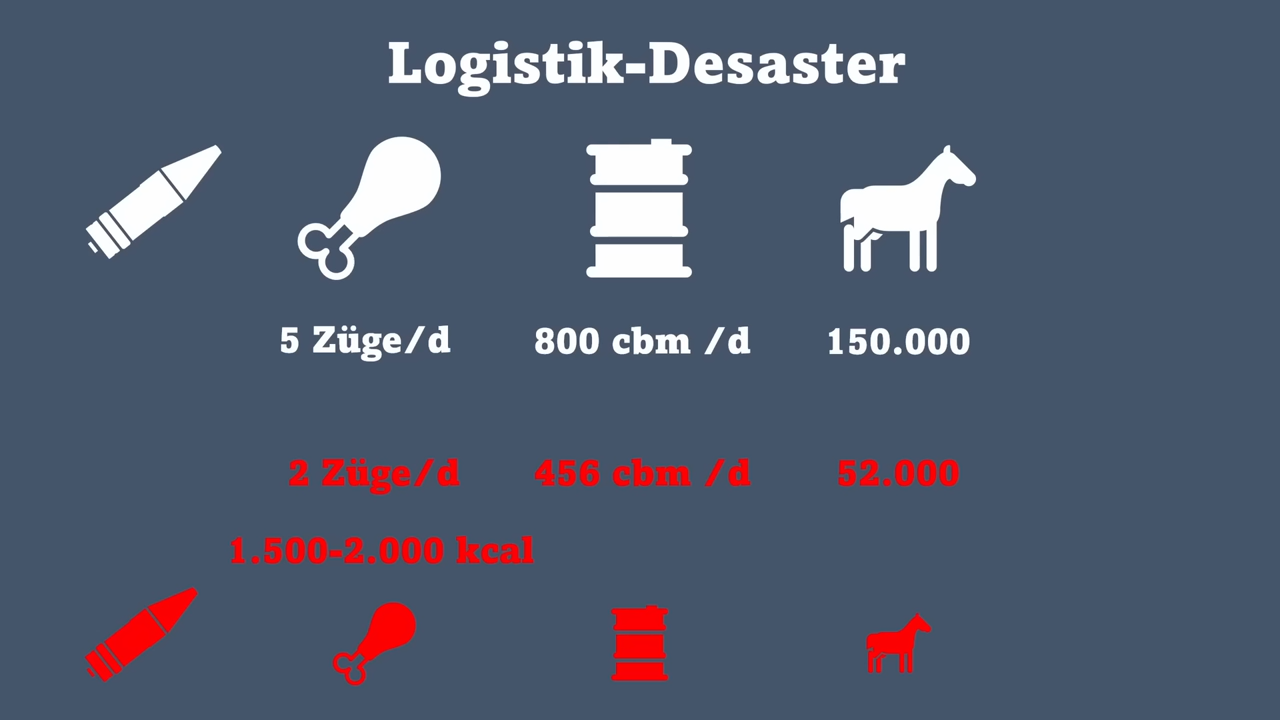 Logistik-Desaster
5 Züge/d 800 cbm /d 150.000
2 Züge/d 456 cbm /d 52.000
1.500-2.000 kcal